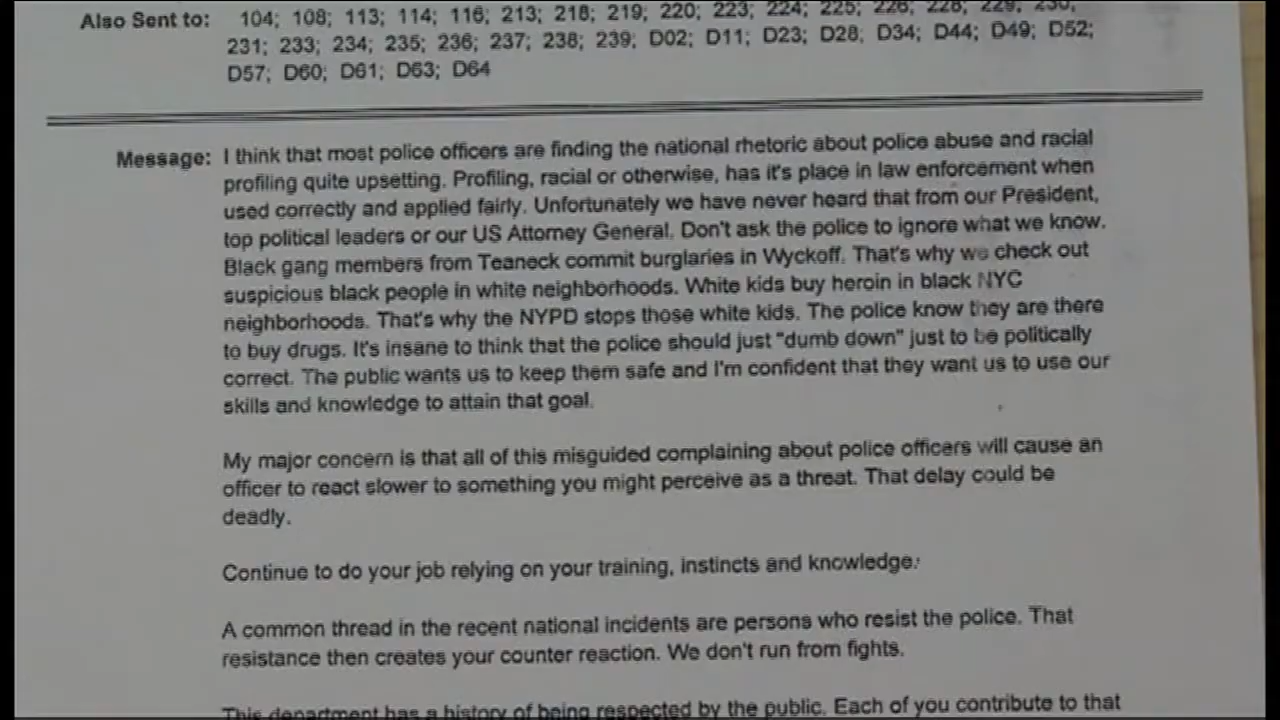 Also Sent to: 104; 108; 113; 114; 116; 213; 218; 219; 220; 223; 224; 225; 226; 228; 229; 230;
231; 233; 234; 235; 236; 237; 238; 239; D02; D11; D23; D28; D34; D44; D49; D52;
D57; D60; D61; D63; D64
Message: I think that most police officers are finding the national rhetoric about police abuse and racial
profiling quite upsetting. Profiling, racial or otherwise, has it's place in law enforcement when
used correctly and applied fairly. Unfortunately we have never heard that from our President,
top political leaders or our US Attorney General. Don't ask the police to ignore what we know.
Black gang members from Teaneck commit burglaries in Wyckoff. That's why we check out
suspicious black people in white neighborhoods. White kids buy heroin in black NYC
neighborhoods. That's why the NYPD stops those white kids. The police know they are there
to buy drugs. It's insane to think that the police should just "dumb down" just to be politically
correct. The public wants us to keep them safe and I'm confident that they want us to use our
skills and knowledge to attain that goal.
My major concern is that all of this misguided complaining about police officers will cause an
officer to react slower to something you might perceive as a threat. That delay could be
deadly.
Continue to do your job relying on your training, instincts and knowledge.
A common thread in the recent national incidents are persons who resist the police. That
resistance then creates your counter reaction. We don't run from fights.
This department has a history of being respected by the public. Each of you contribute to that